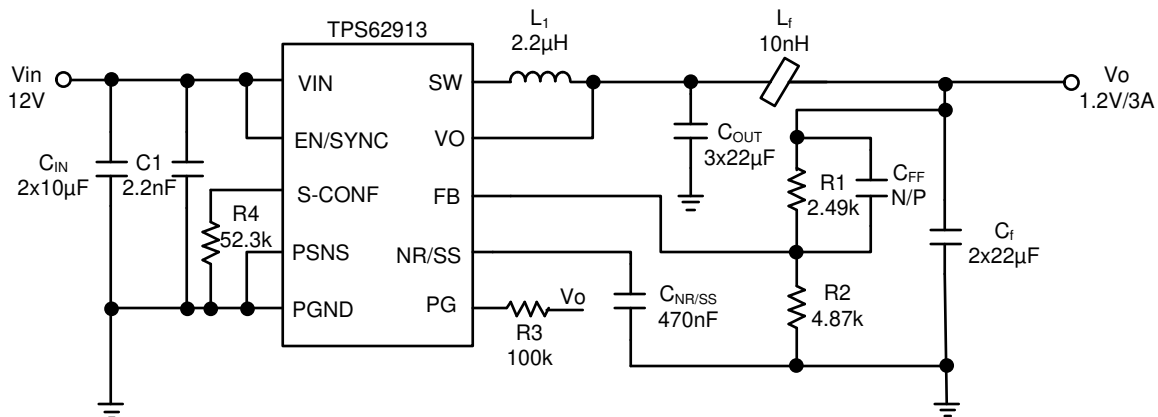 TPS62913
L1
2.2µH
Lf
10nH
Vin
12V
VIN
SW
Vo
1.2V/3A
EN/SYNC
VO
COUT
3x22µF
CIN
2x10µF
C1
2.2nF
S-CONF
FB
R1
2.49k
CFF
N/P
R4
52.3k
Cf
2x22µF
PSNS
NR/SS
PGND
PG
Vo
R3
100k
CNR/SS
470nF
R2
4.87k